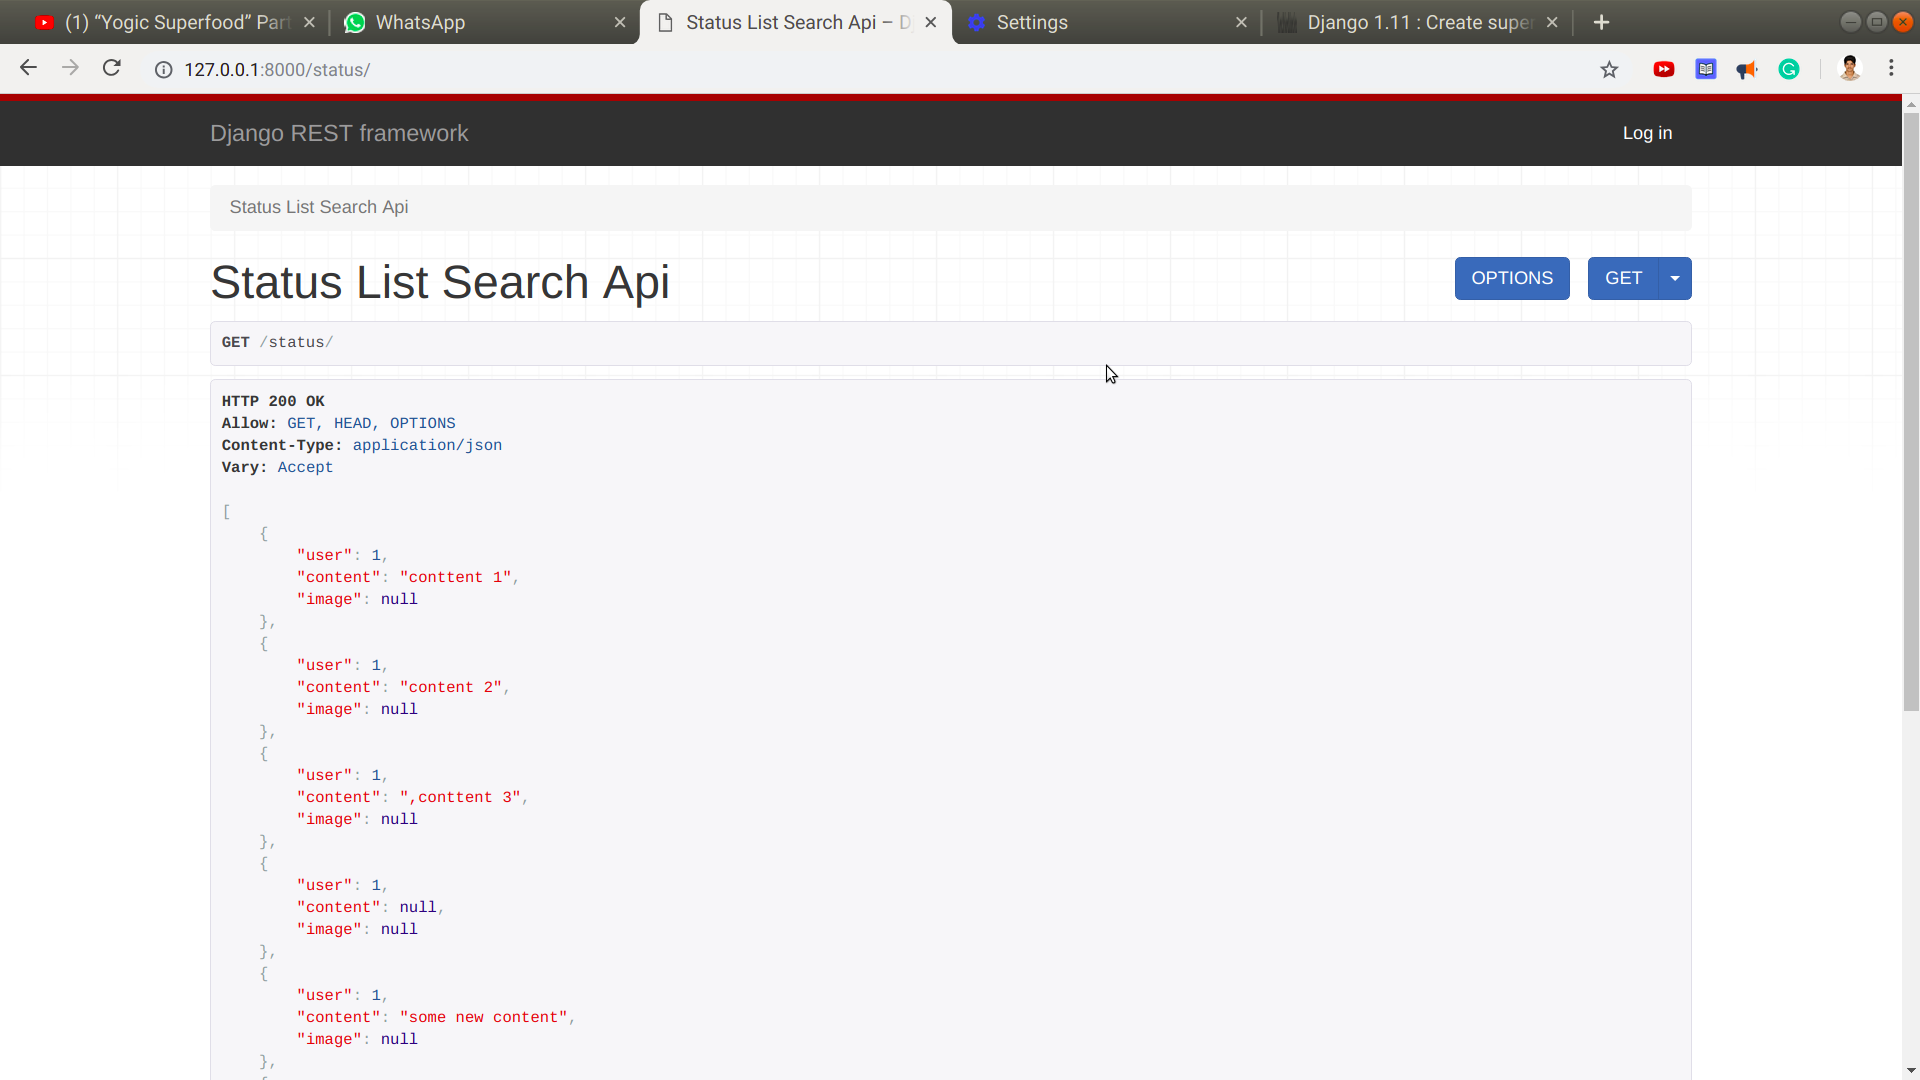 (1) “Yogic Superfood” Part
WhatsApp
Status List Search Api – D
Settings
Django 1.11 : Create super
127.0.0.1:8000/status/
Django REST framework
Log in
Status List Search Api
Status List Search Api
OPTIONS
GET
GET /status/
HTTP 200 OK
Allow: GET, HEAD, OPTIONS
Content-Type: application/json
Vary: Accept
[
    {
        "user": 1,
        "content": "conttent 1",
        "image": null
    },
    {
        "user": 1,
        "content": "content 2",
        "image": null
    },
    {
        "user": 1,
        "content": ",conttent 3",
        "image": null
    },
    {
        "user": 1,
        "content": null,
        "image": null
    },
    {
        "user": 1,
        "content": "some new content",
        "image": null
    },
    {